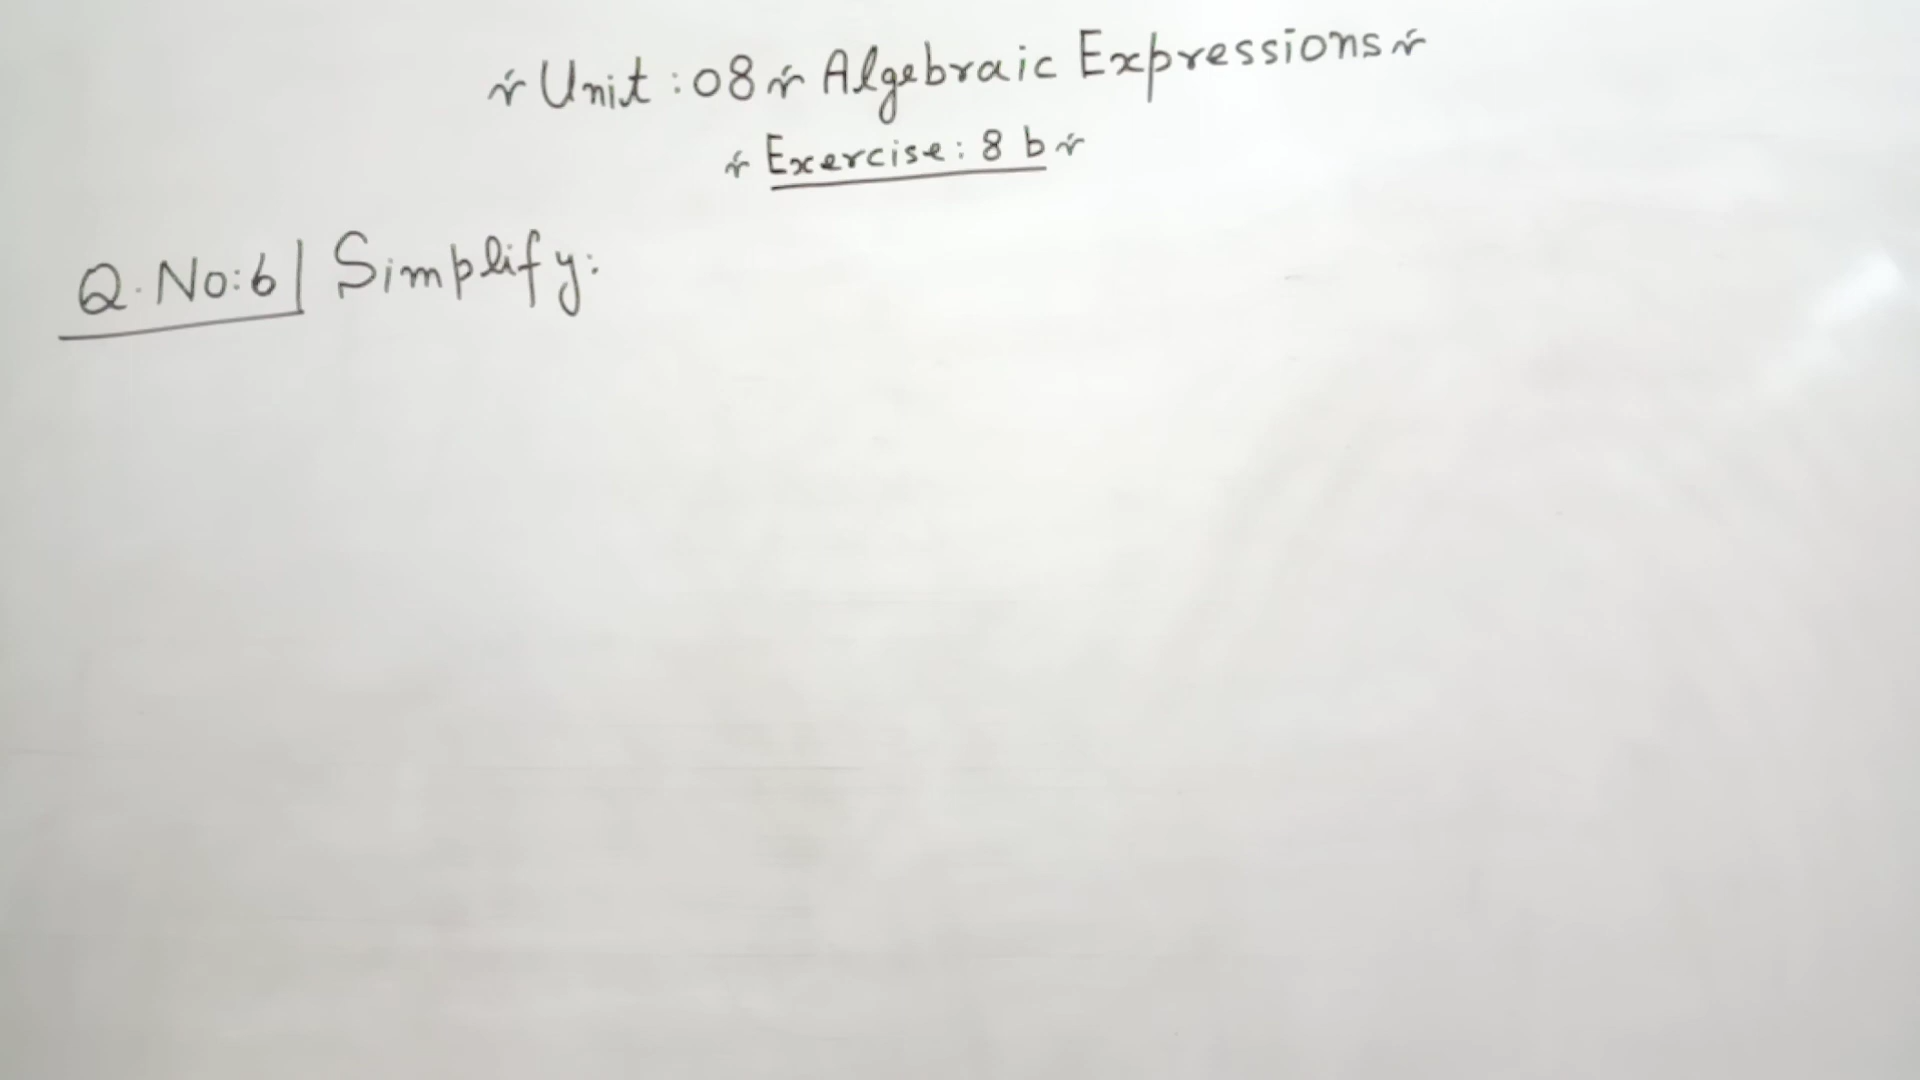 Unit : 08 Algebraic Expressions
Exercise : 8 b
Q. No: 6 Simplify: